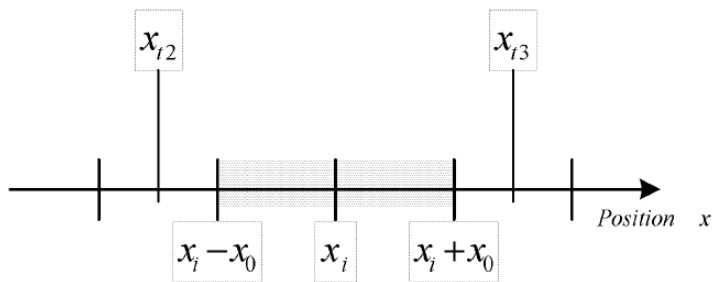 x_{t2} x_{t3}
x_i − x_0 x_i x_i + x_0
Position x